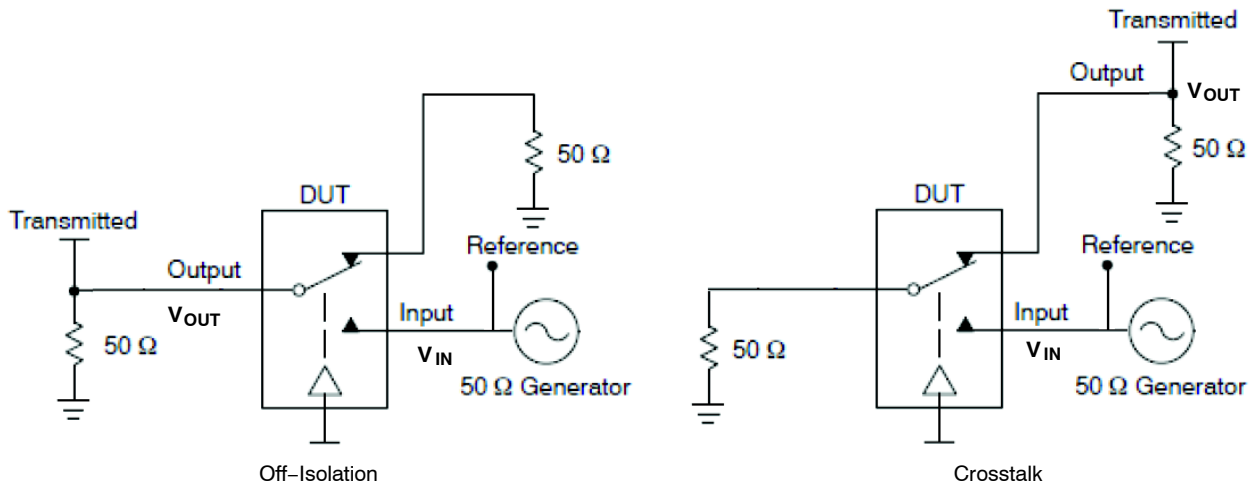 50 Ω
DUT
Transmitted
Reference
Output
Input
VOUT
50 Ω
VIN
50 Ω Generator
Off−Isolation
Transmitted
Output
VOUT
50 Ω
DUT
Reference
Input
50 Ω
VIN
50 Ω Generator
Crosstalk